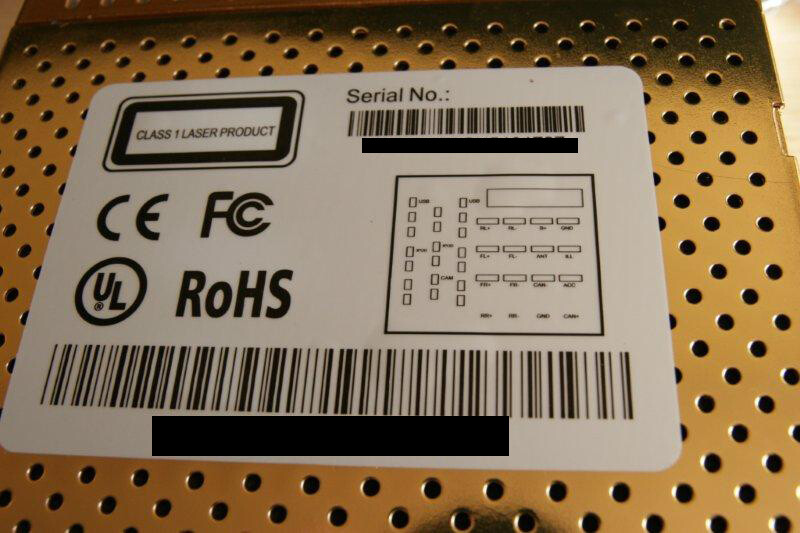 CLASS 1 LASER PRODUCT
Serial No.:
CE FC
UL ®
RoHS
USB USB
RL+ RL- B+ GND
IPOD IPOD
FL+ FL- ANT ILL
CAM
FR+ FR- CAN- ACC
RR+ RR- GND CAN+